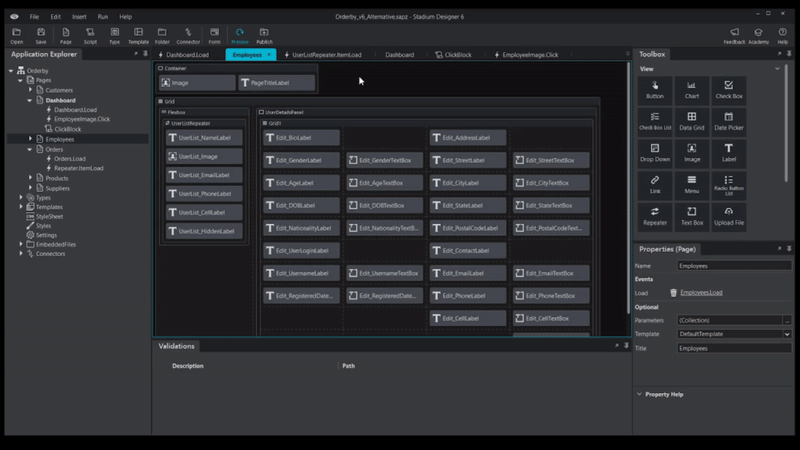 File Edit Insert Run Help
Orderby_v6_Alternative.sapz - Stadium Designer 6
Open Save Page Script Type Template Folder Connector Firm Preview Publish
Feedback Academy Help
Application Explorer
Dashboard.Load Employees UserListRepeater.ItemLoad Dashboard ClickBlock EmployeeImage.Click
Orderby
Pages
Customers
Dashboard
Dashboard.Load
EmployeeImage.Click
ClickBlock
Employees
Orders
Orders.Load
Repeater.ItemLoad
Products
Suppliers
Types
Templates
StyleSheet
Styles
Settings
EmbeddedFiles
Connectors
Container
Image PageTitleLabel
Grid
Flexbox
UserListRepeater
UserList_NameLabel
UserList_Image
UserList_EmailLabel
UserList_PhoneLabel
UserList_CellLabel
UserList_HiddenLabel
UserDetailsPanel
Grid1
Edit_BioLabel Edit_AddressLabel
Edit_GenderLabel Edit_GenderTextBox Edit_StreetLabel Edit_StreetTextBox
Edit_AgeLabel Edit_AgeTextBox Edit_CityLabel Edit_CityTextBox
Edit_DOBLabel Edit_DOBTextBox Edit_StateLabel Edit_StateTextBox
Edit_NationalityLabel Edit_NationalityTextB... Edit_PostalCodeLabel Edit_PostalCodeText...
Edit_UserLoginLabel Edit_ContactLabel
Edit_UsernameLabel Edit_UsernameTextBox Edit_EmailLabel Edit_EmailTextBox
Edit_RegisteredDate... Edit_RegisteredDate... Edit_PhoneLabel Edit_PhoneTextBox
Edit_CellLabel Edit_CellTextBox
Validations
Description Path
Toolbox
View
Button Chart Check Box
Check Box List Data Grid Date Picker
Drop Down Image Label
Link Menu Radio Button List
Repeater Text Box Upload File
Properties (Page)
Name Employees
Events
Load Employees.Load
Optional
Parameters (Collection) ...
Template DefaultTemplate
Title Employees
Property Help